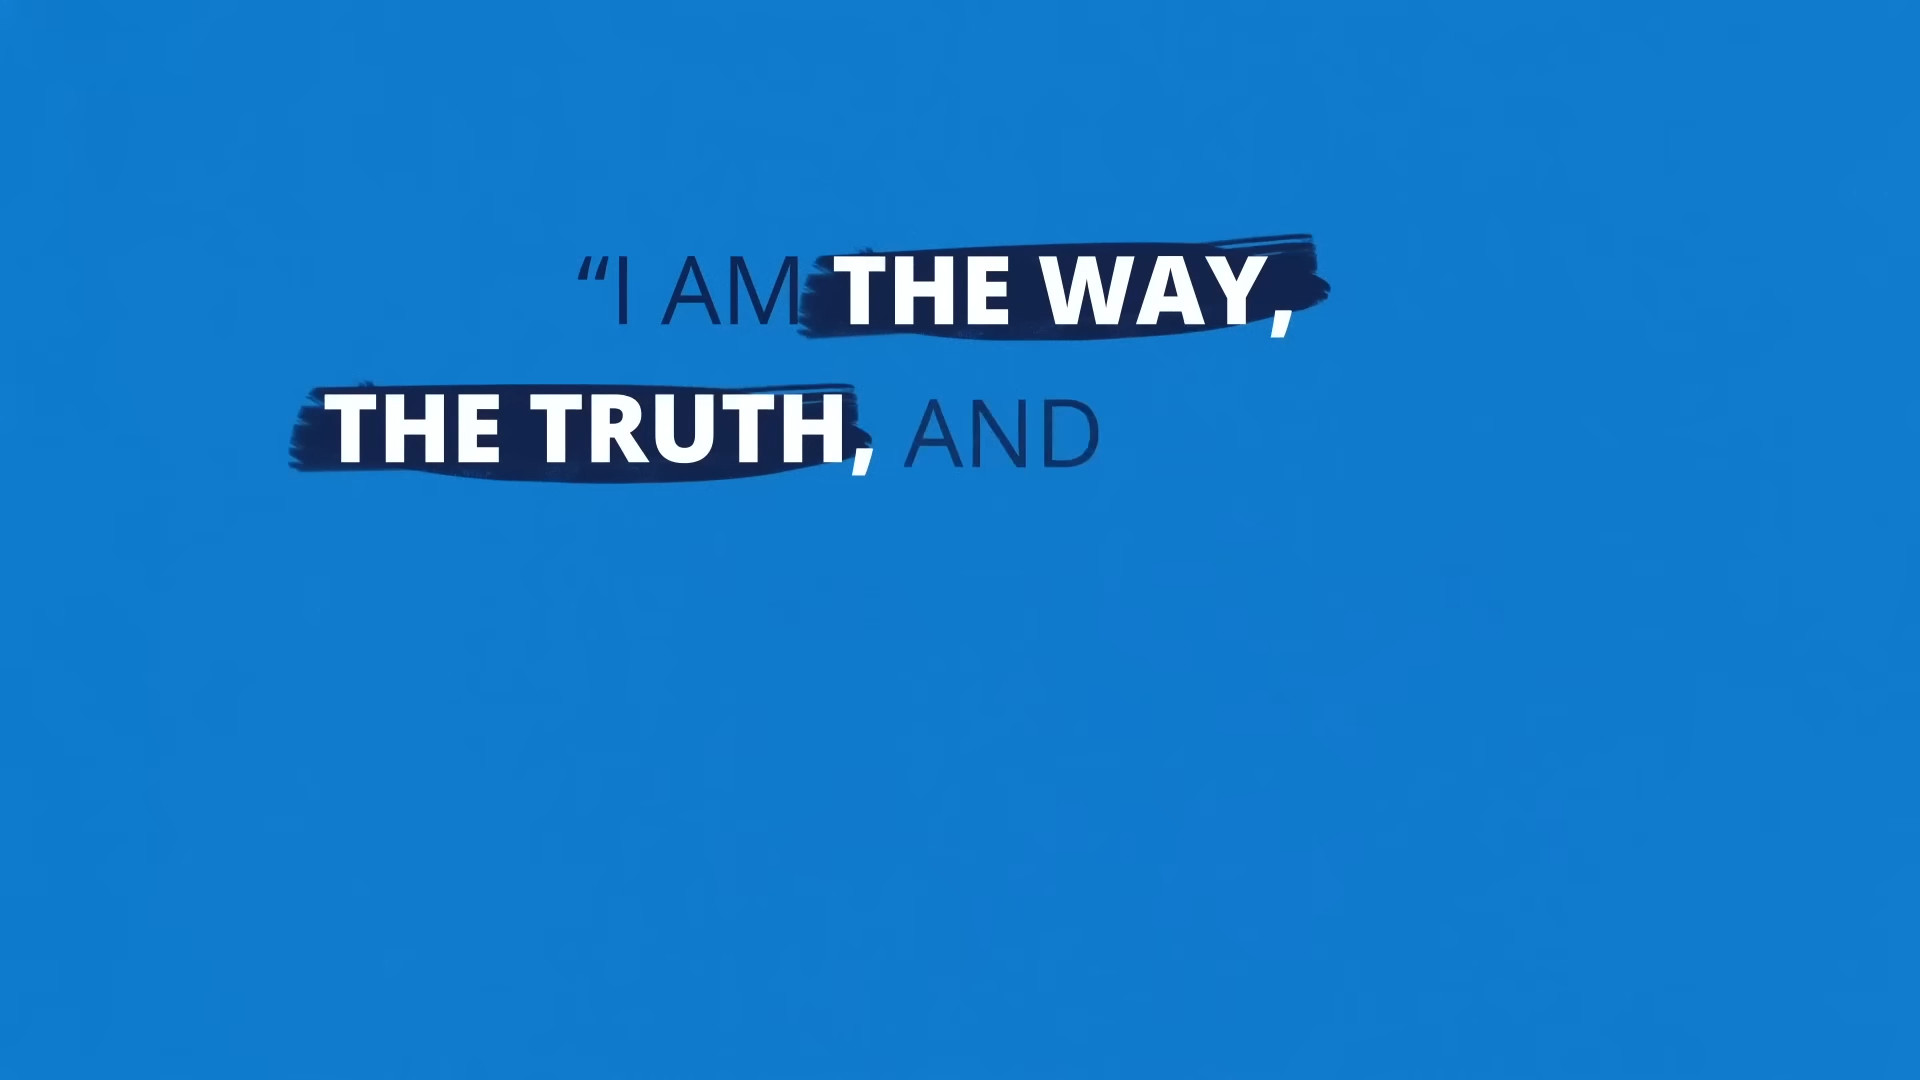 “I AM THE WAY,
THE TRUTH, AND